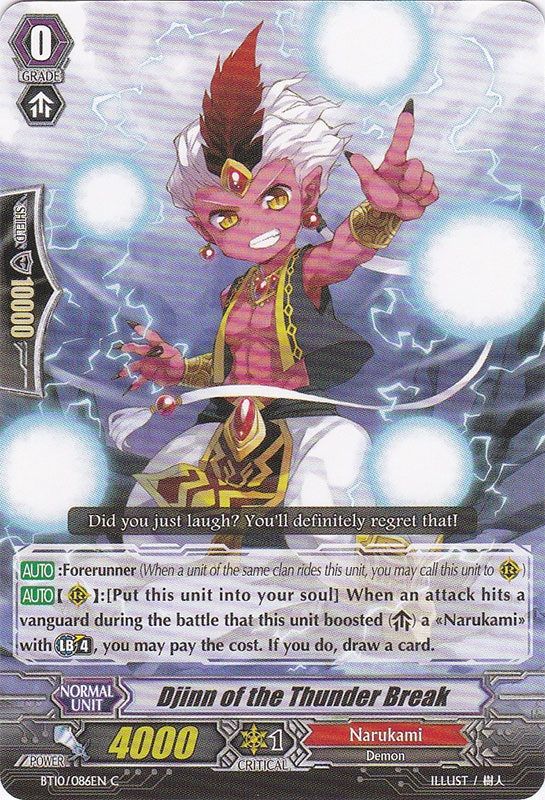 0
GRADE
SHIELD 10000
Did you just laugh? You'll definitely regret that!
AUTO :Forerunner (When a unit of the same clan rides this unit, you may call this unit to R)
AUTO【R】:[Put this unit into your soul] When an attack hits a
vanguard during the battle that this unit boosted ( ) a «Narukami»
with LB4, you may pay the cost. If you do, draw a card.
NORMAL
UNIT
Djinn of the Thunder Break
POWER 4000
1
CRITICAL
Narukami
Demon
BT10/086EN C
ILLUST / 樹人